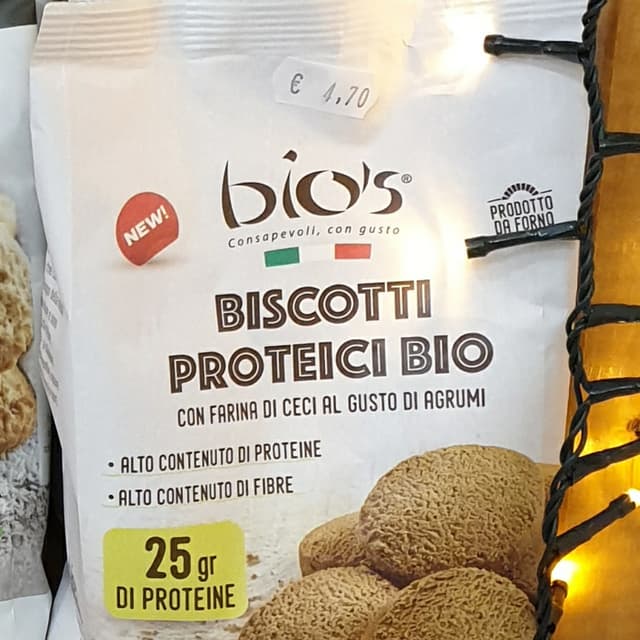 € 4,70
bio's®
Consapevoli, con gusto
NEW!
PRODOTTO
DA FORNO
BISCOTTI
PROTEICI BIO
CON FARINA DI CECI AL GUSTO DI AGRUMI
• ALTO CONTENUTO DI PROTEINE
• ALTO CONTENUTO DI FIBRE
25 gr
DI PROTEINE